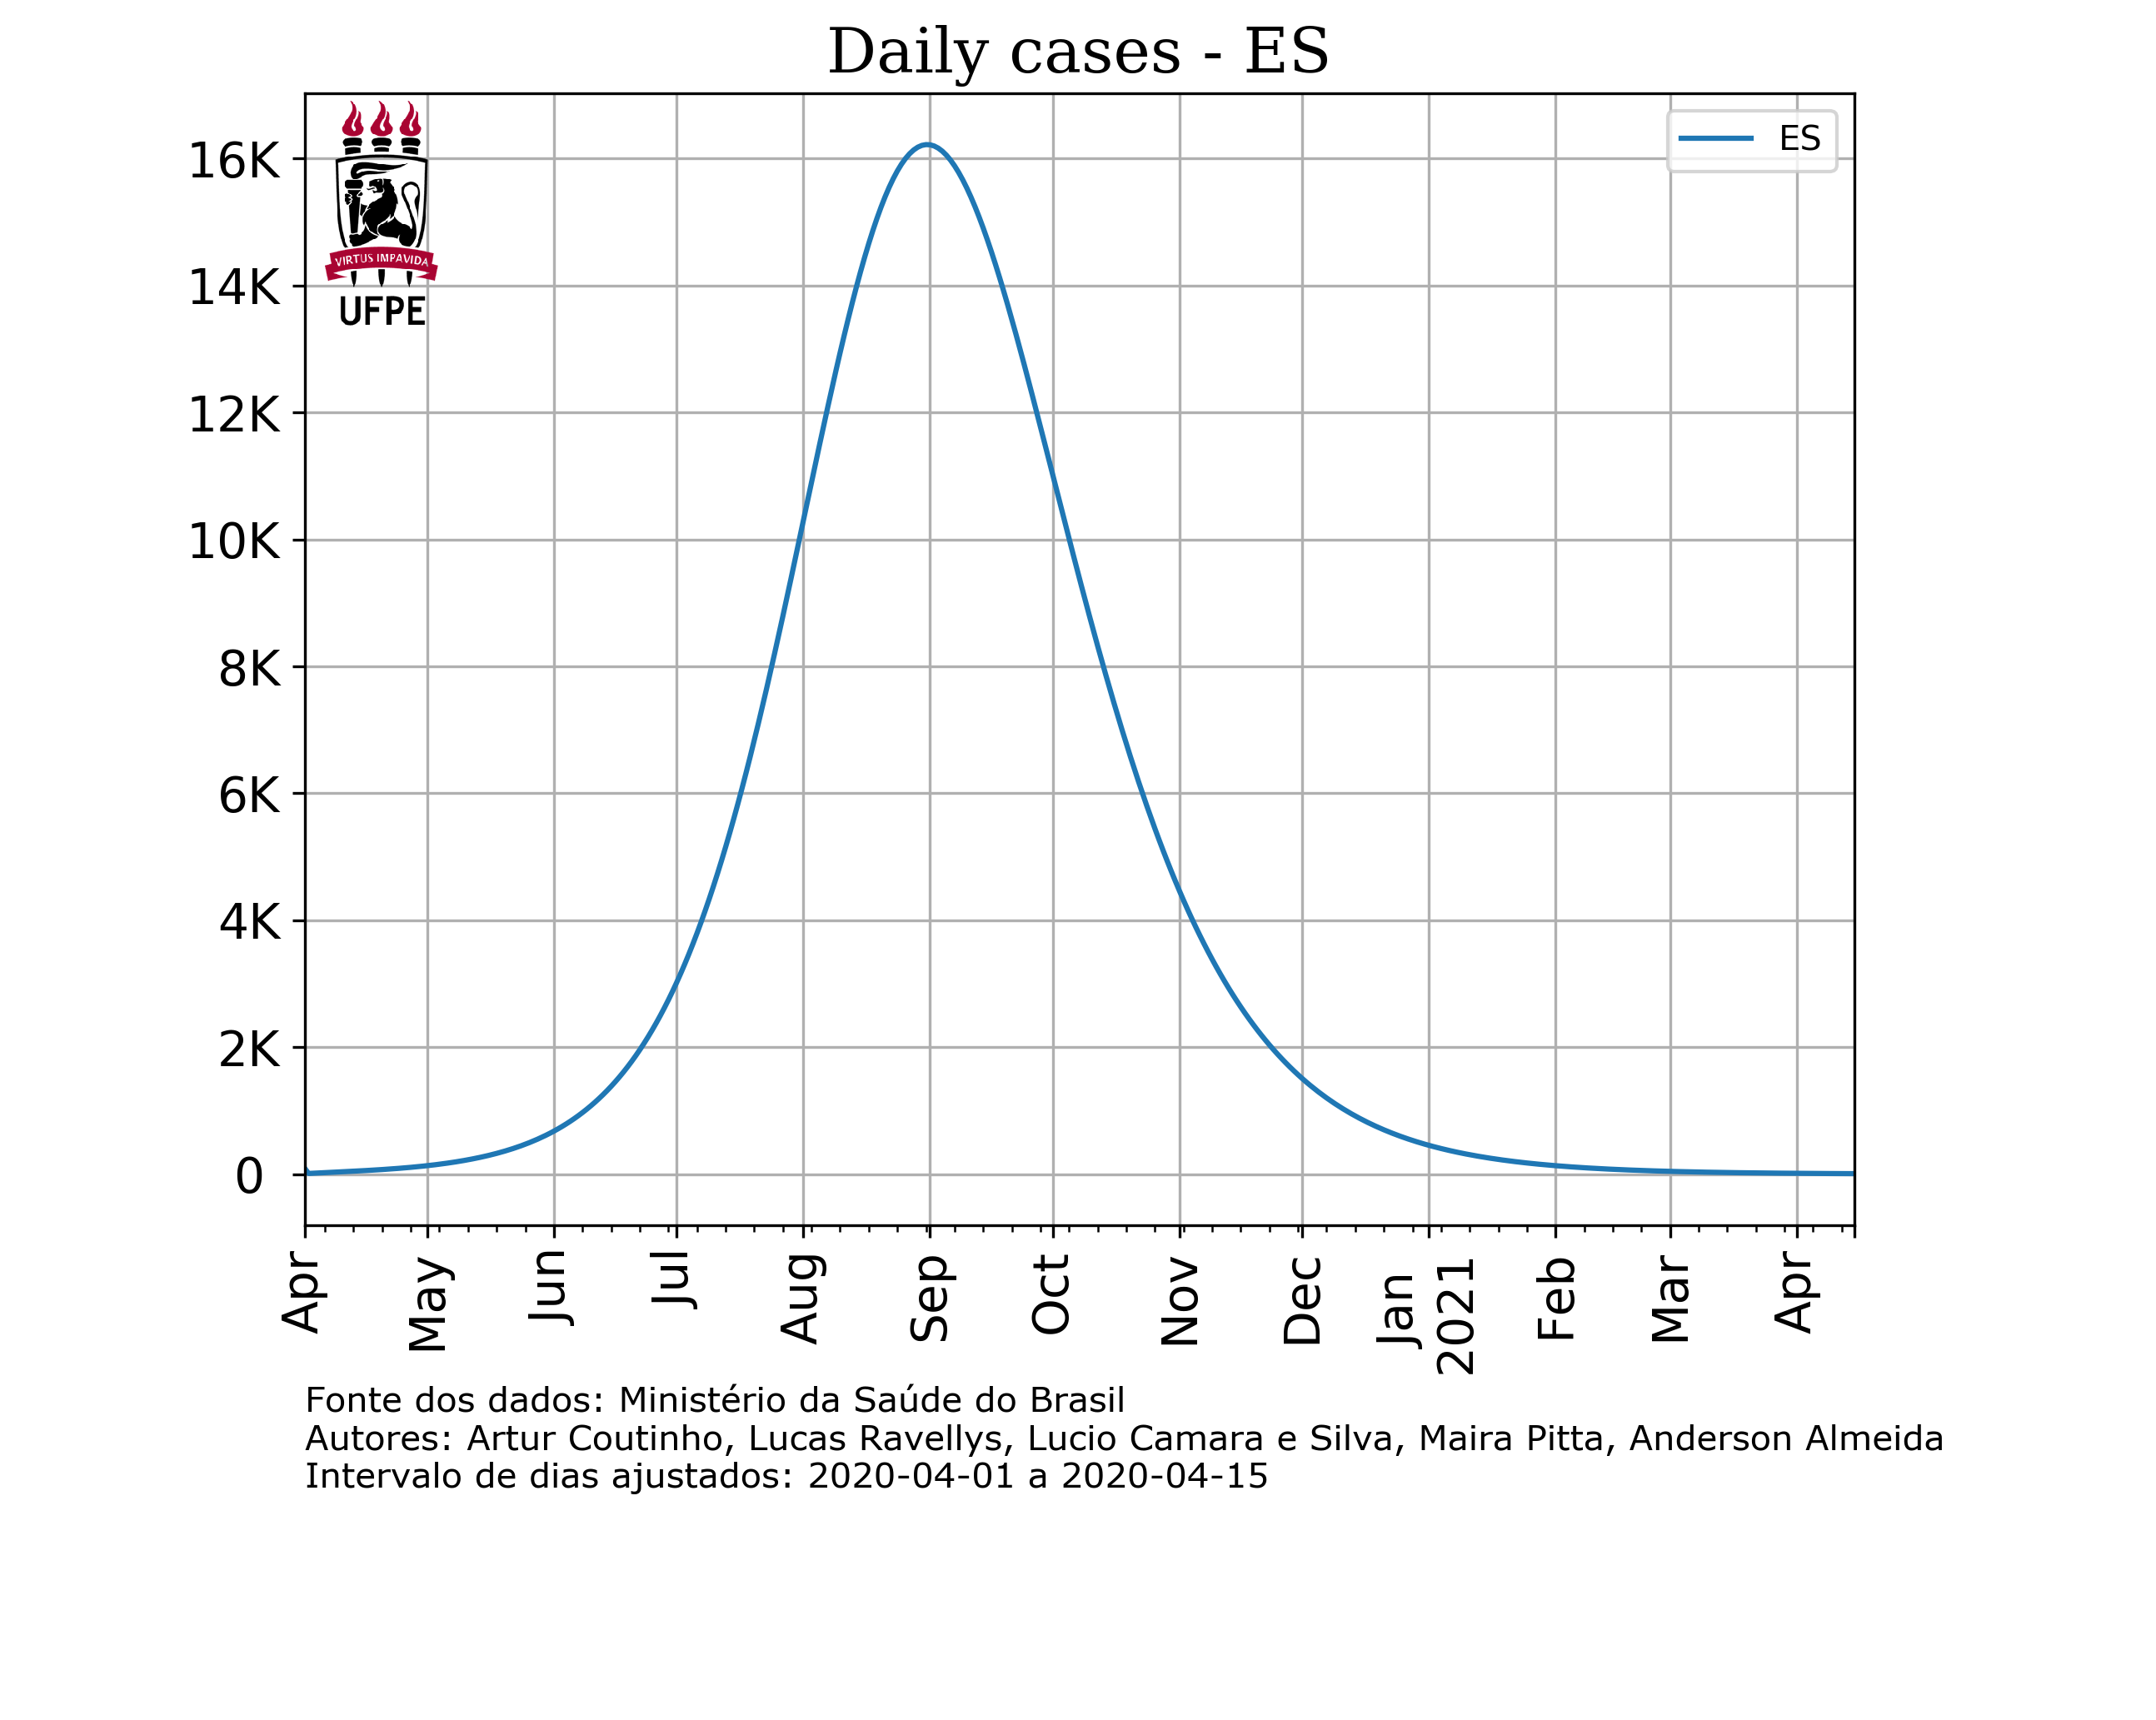 Daily cases - ES
ES
VIRTUS IMPAVIDA
UFPE
16K
14K
12K
10K
8K
6K
4K
2K
0
Apr
May
Jun
Jul
Aug
Sep
Oct
Nov
Dec
Jan
2021
Feb
Mar
Apr
Fonte dos dados: Ministério da Saúde do Brasil
Autores: Artur Coutinho, Lucas Ravellys, Lucio Camara e Silva, Maira Pitta, Anderson Almeida
Intervalo de dias ajustados: 2020-04-01 a 2020-04-15